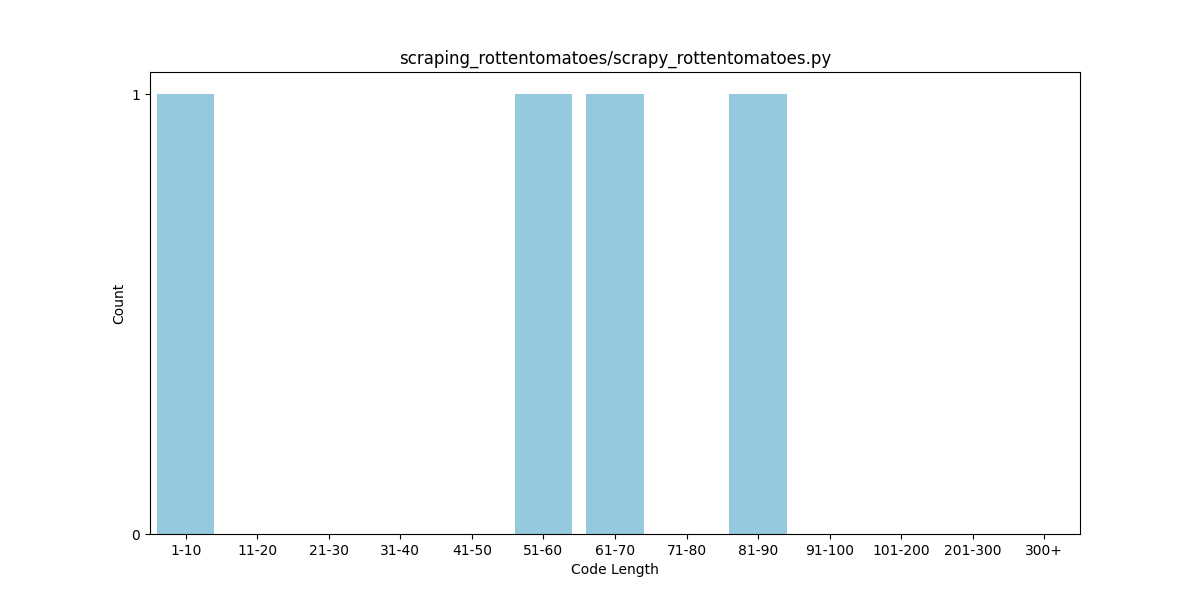 scraping_rottentomatoes/scrapy_rottentomatoes.py
1
Count
0
1-10 11-20 21-30 31-40 41-50 51-60 61-70 71-80 81-90 91-100 101-200 201-300 300+
Code Length